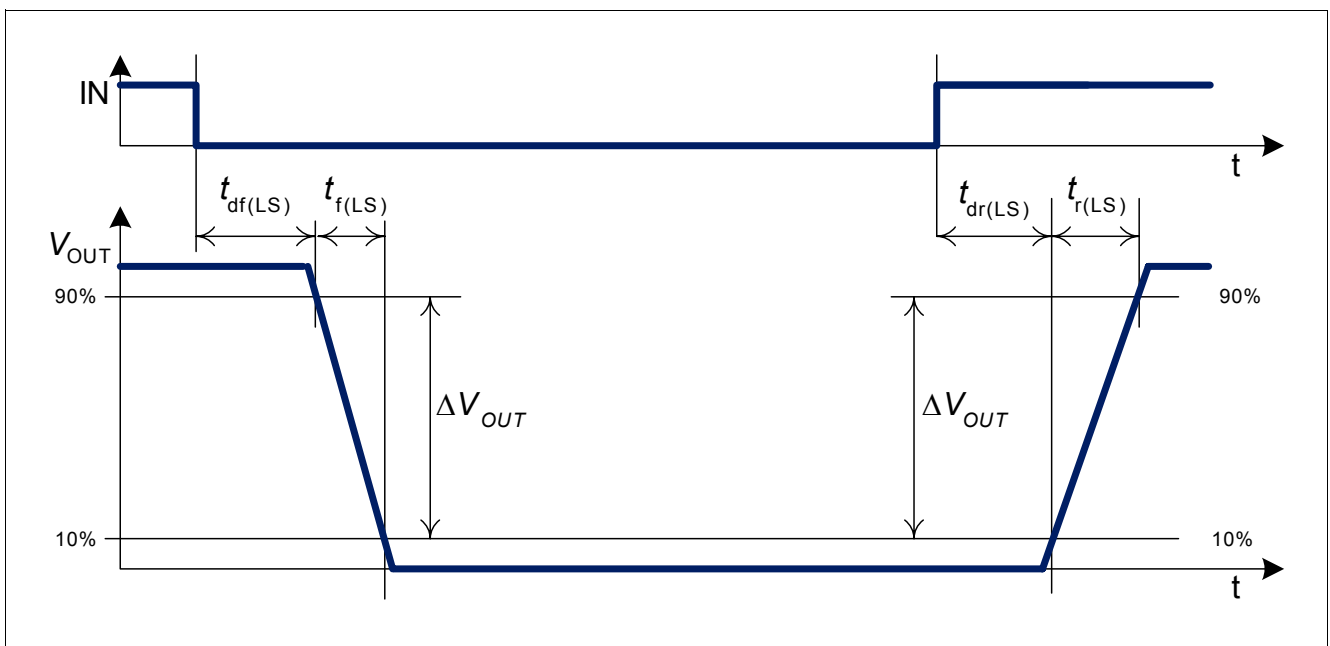 IN
t
tdf(LS) tf(LS) tdr(LS) tr(LS)
VOUT
90% 90%
ΔVOUT ΔVOUT
10% 10%
t